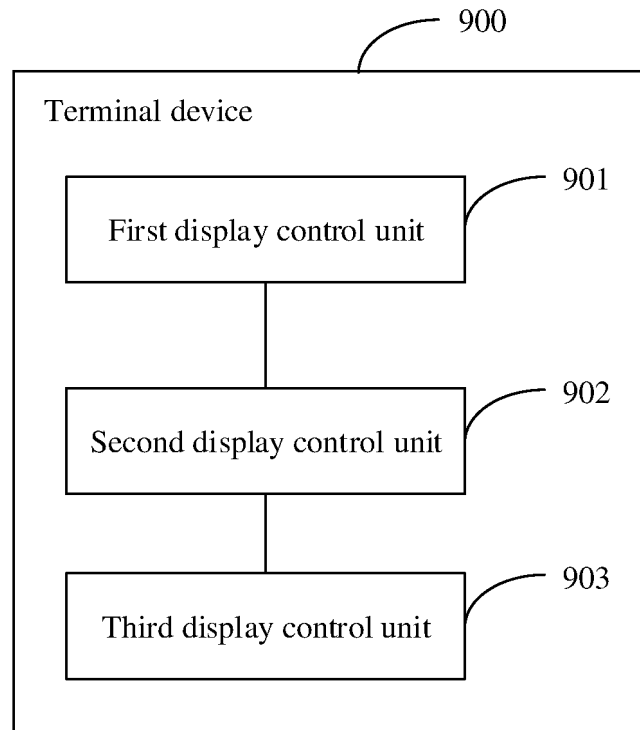 900
Terminal device
901
First display control unit
902
Second display control unit
903
Third display control unit